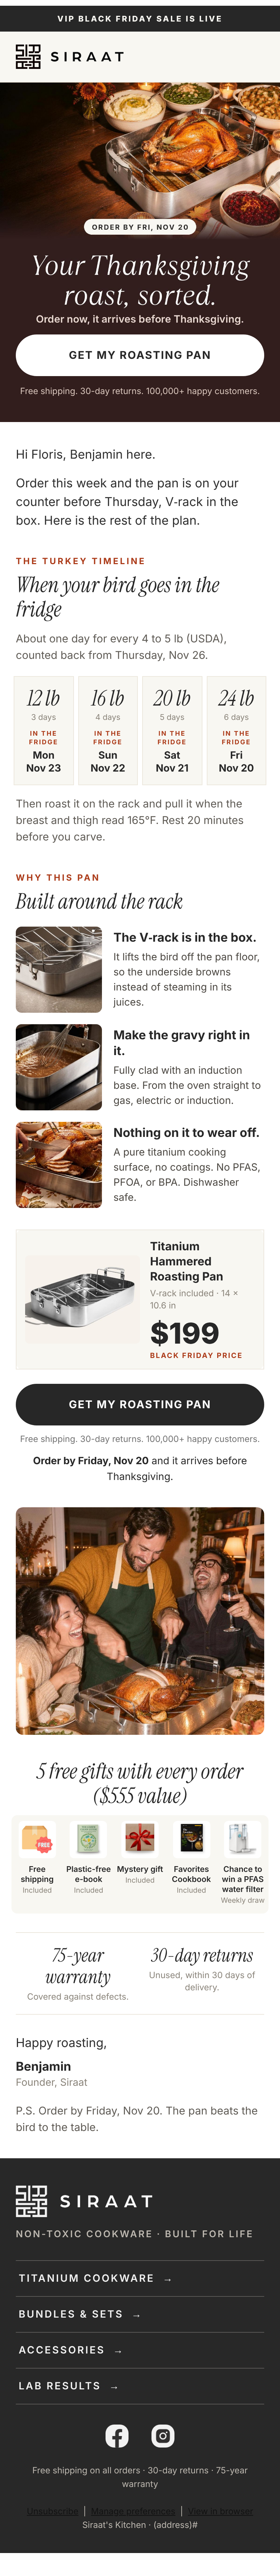 VIP BLACK FRIDAY SALE IS LIVE
SIRAAT
ORDER BY FRI, NOV 20
Your Thanksgiving
roast, sorted.
Order now, it arrives before Thanksgiving.
GET MY ROASTING PAN
Free shipping. 30-day returns. 100,000+ happy customers.
Hi Floris, Benjamin here.
Order this week and the pan is on your
counter before Thursday, V-rack in the
box. Here is the rest of the plan.
THE TURKEY TIMELINE
When your bird goes in the
fridge
About one day for every 4 to 5 lb (USDA),
counted back from Thursday, Nov 26.
12 lb
3 days
IN THE
FRIDGE
Mon
Nov 23
16 lb
4 days
IN THE
FRIDGE
Sun
Nov 22
20 lb
5 days
IN THE
FRIDGE
Sat
Nov 21
24 lb
6 days
IN THE
FRIDGE
Fri
Nov 20
Then roast it on the rack and pull it when the
breast and thigh read 165°F. Rest 20 minutes
before you carve.
WHY THIS PAN
Built around the rack
The V-rack is in the box.
It lifts the bird off the pan floor,
so the underside browns
instead of steaming in its
juices.
Make the gravy right in
it.
Fully clad with an induction
base. From the oven straight to
gas, electric or induction.
Nothing on it to wear off.
A pure titanium cooking
surface, no coatings. No PFAS,
PFOA, or BPA. Dishwasher
safe.
Titanium
Hammered
Roasting Pan
V-rack included · 14 ×
10.6 in
$199
BLACK FRIDAY PRICE
GET MY ROASTING PAN
Free shipping. 30-day returns. 100,000+ happy customers.
Order by Friday, Nov 20 and it arrives before
Thanksgiving.
5 free gifts with every order
($555 value)
FREE
Free
shipping
Included
Plastic-free
e-book
Included
Mystery gift
Included
Favorites
Cookbook
Included
Chance to
win a PFAS
water filter
Weekly draw
75-year
warranty
Covered against defects.
30-day returns
Unused, within 30 days of
delivery.
Happy roasting,
Benjamin
Founder, Siraat
P.S. Order by Friday, Nov 20. The pan beats the
bird to the table.
SIRAAT
NON-TOXIC COOKWARE · BUILT FOR LIFE
TITANIUM COOKWARE →
BUNDLES & SETS →
ACCESSORIES →
LAB RESULTS →
Free shipping on all orders · 30-day returns · 75-year
warranty
Unsubscribe | Manage preferences | View in browser
Siraat's Kitchen · (address)#